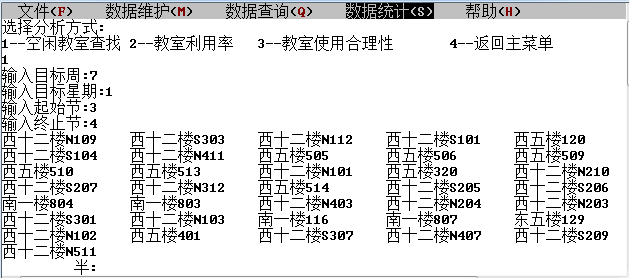 文件(F) 数据维护(M) 数据查询(Q) 数据统计(S) 帮助(H)
选择分析方式:
1--空闲教室查找 2--教室利用率 3--教室使用合理性 4--返回主菜单
1
输入目标周:7
输入目标星期:1
输入起始节:3
输入终止节:4
西十二楼N109 西十二楼S303 西十二楼N112 西十二楼S101 西五楼120
西十二楼S104 西十二楼N411 西五楼505 西五楼506 西五楼509
西五楼510 西五楼513 西十二楼N101 西五楼320 西十二楼N210
西十二楼S207 西十二楼N312 西五楼514 西十二楼S205 西十二楼S206
南一楼804 南一楼803 西十二楼N403 西十二楼N204 西十二楼N203
西十二楼S301 西十二楼N103 南一楼116 南一楼807 东五楼129
西十二楼N102 西五楼401 西十二楼S307 西十二楼N407 西十二楼S209
西十二楼N511
半: